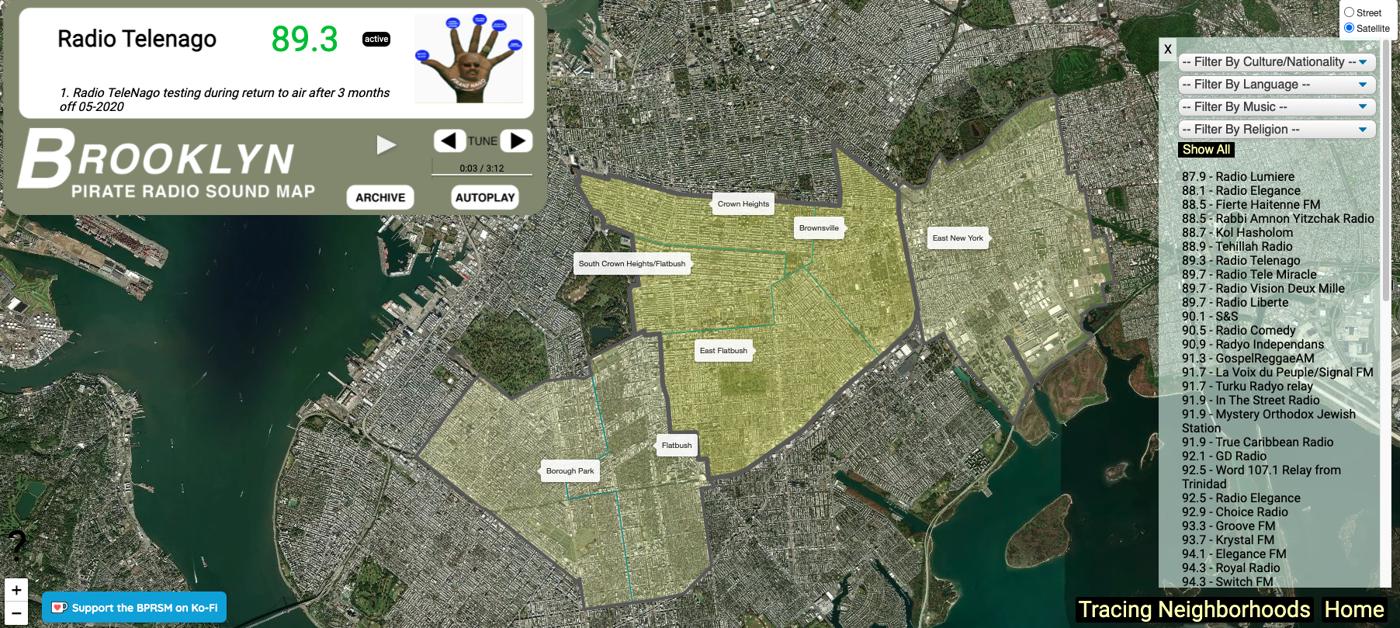 Radio Telenago
89.3
active
1. Radio TeleNago testing during return to air after 3 months
off 05-2020
BROOKLYN
PIRATE RADIO SOUND MAP
TUNE
0:03 / 3:12
ARCHIVE
AUTOPLAY
Street
Satellite
X
-- Filter By Culture/Nationality --
-- Filter By Language --
-- Filter By Music --
-- Filter By Religion --
Show All
87.9 - Radio Lumiere
88.1 - Radio Elegance
88.5 - Fierte Haitenne FM
88.5 - Rabbi Amnon Yitzchak Radio
88.7 - Kol Hasholom
88.9 - Tehillah Radio
89.3 - Radio Telenago
89.7 - Radio Tele Miracle
89.7 - Radio Vision Deux Mille
89.7 - Radio Liberte
90.1 - S&S
90.5 - Radio Comedy
90.9 - Radyo Independans
91.3 - GospelReggaeAM
91.7 - La Voix du Peuple/Signal FM
91.7 - Turku Radyo relay
91.9 - In The Street Radio
91.9 - Mystery Orthodox Jewish
Station
91.9 - True Caribbean Radio
92.1 - GD Radio
92.5 - Word 107.1 Relay from
Trinidad
92.5 - Radio Elegance
92.9 - Choice Radio
93.3 - Groove FM
93.7 - Krystal FM
94.1 - Elegance FM
94.3 - Royal Radio
94.3 - Switch FM
Crown Heights
Brownsville
East New York
South Crown Heights/Flatbush
East Flatbush
Flatbush
Borough Park
?
+
−
Support the BPRSM on Ko-Fi
Tracing Neighborhoods
Home